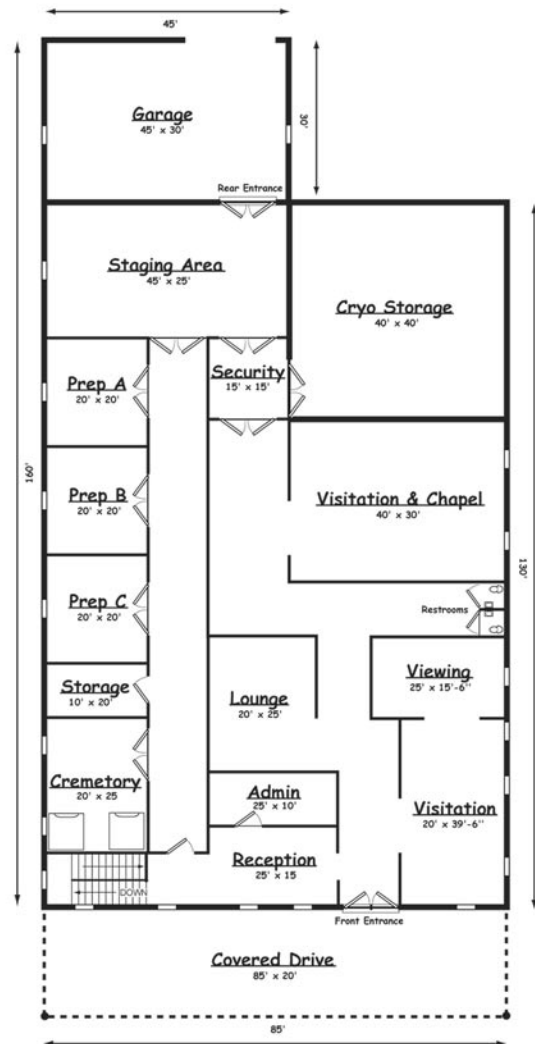 45'
Garage
45' x 30'
30'
Rear Entrance
Staging Area
45' x 25'
Cryo Storage
40' x 40'
Security
15' x 15'
Prep A
20' x 20'
Prep B
20' x 20'
Visitation & Chapel
40' x 30'
160'
130'
Prep C
20' x 20'
Restrooms
Storage
10' x 20'
Lounge
20' x 25'
Viewing
25' x 15'-6''
Cremetory
20' x 25
Admin
25' x 10'
Visitation
20' x 39'-6''
Reception
25' x 15
DOWN
Front Entrance
Covered Drive
85' x 20'
85'